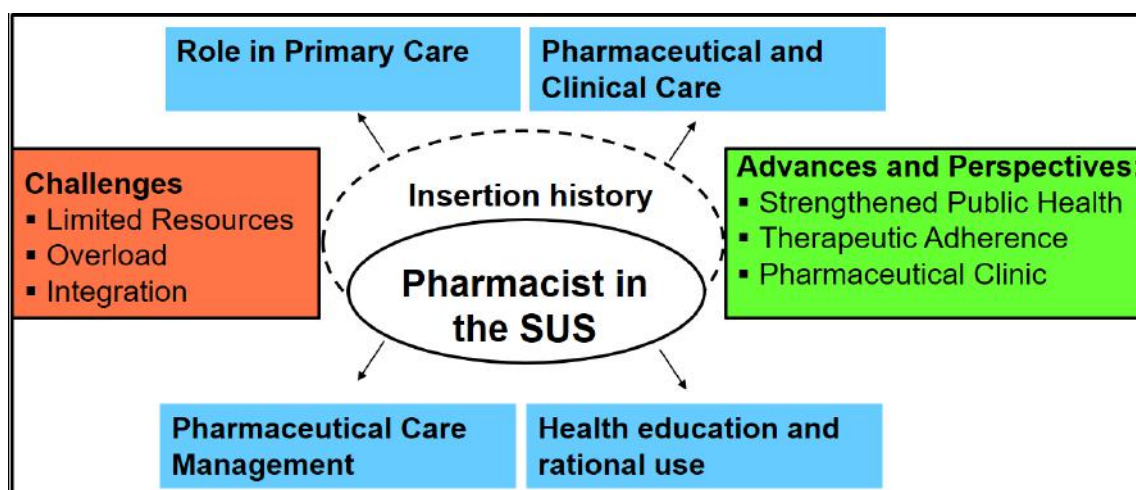 Role in Primary Care
Pharmaceutical and
Clinical Care
Challenges
▪ Limited Resources
▪ Overload
▪ Integration
Insertion history
Pharmacist in
the SUS
Advances and Perspectives:
▪ Strengthened Public Health
▪ Therapeutic Adherence
▪ Pharmaceutical Clinic
Pharmaceutical Care
Management
Health education and
rational use